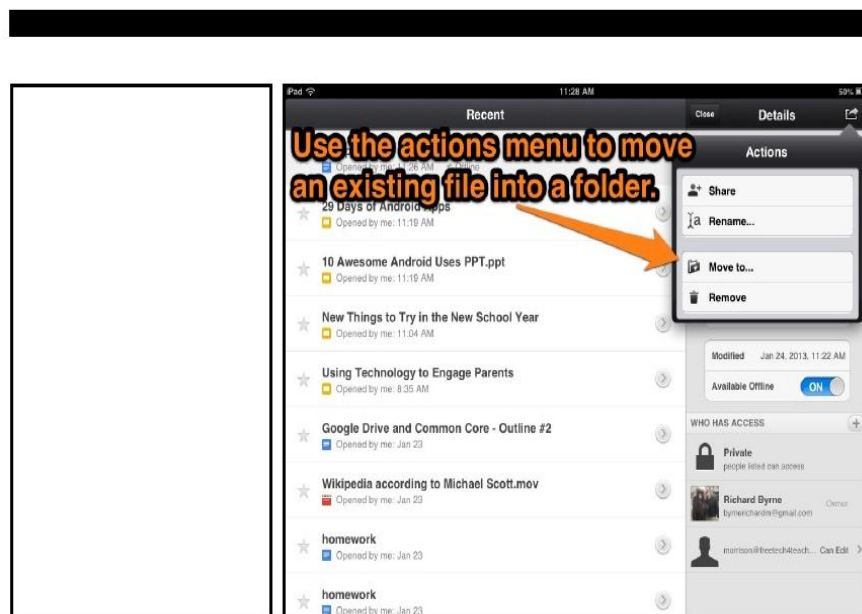 iPad
11:28 AM
50%
Recent
Close
Details
Use the actions menu to move
an existing file into a folder.
Opened by me: 11:26 AM
Offline
Actions
Share
Rename...
Move to...
Remove
29 Days of Android Apps
Opened by me: 11:19 AM
10 Awesome Android Uses PPT.ppt
Opened by me: 11:19 AM
New Things to Try in the New School Year
Opened by me: 11:04 AM
Using Technology to Engage Parents
Opened by me: 8:35 AM
Google Drive and Common Core - Outline #2
Opened by me: Jan 23
Wikipedia according to Michael Scott.mov
Opened by me: Jan 23
homework
Opened by me: Jan 23
homework
Opened by me: Jan 23
Modified Jan 24, 2013, 11:22 AM
Available Offline ON
WHO HAS ACCESS
Private
people listed can access
Richard Byrne
Owner
byrnerichardm@gmail.com
morrison@freetech4teach... Can Edit